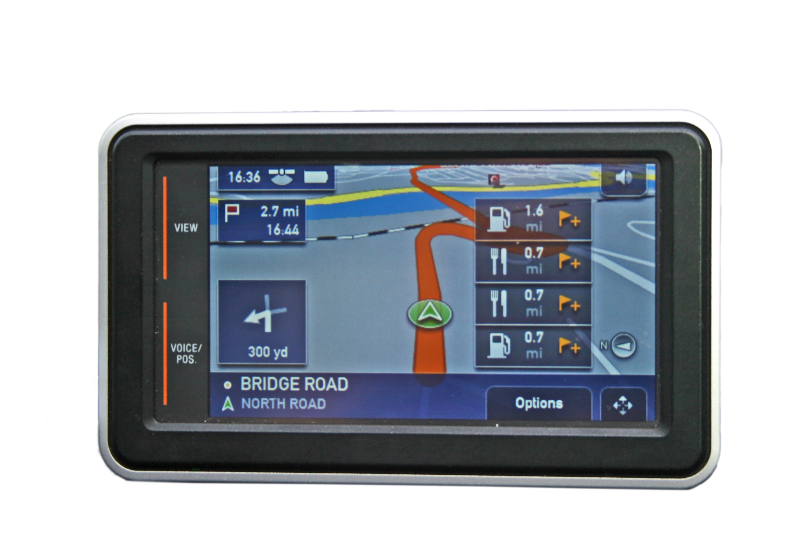 16:36
2.7 mi
16:44
VIEW
VOICE/
POS.
300 yd
1.6
mi
0.7
mi
0.7
mi
0.7
mi
N
BRIDGE ROAD
NORTH ROAD
Options